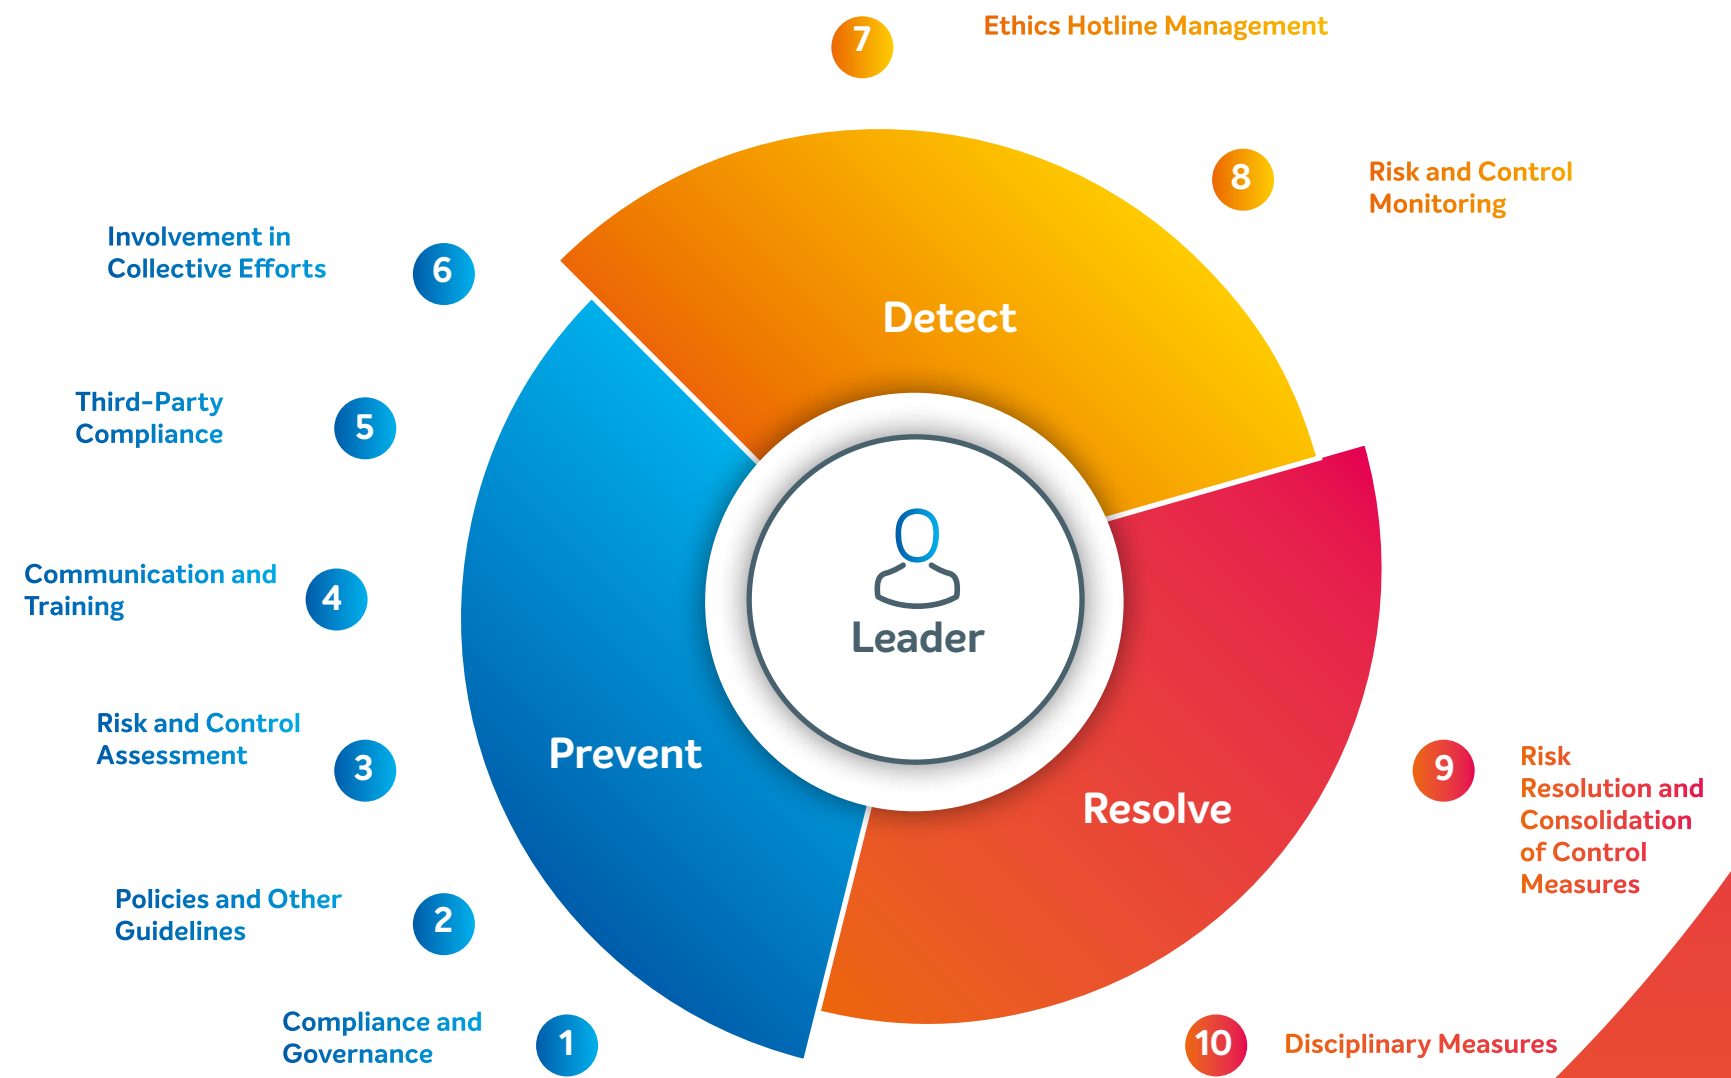 7
Ethics Hotline Management
8
Risk and Control
Monitoring
Involvement in
Collective Efforts
6
Detect
Third-Party
Compliance
5
Communication and
Training
4
Leader
Risk and Control
Assessment
3
Prevent
Resolve
9
Risk
Resolution and
Consolidation
of Control
Measures
Policies and Other
Guidelines
2
Compliance and
Governance
1
10
Disciplinary Measures